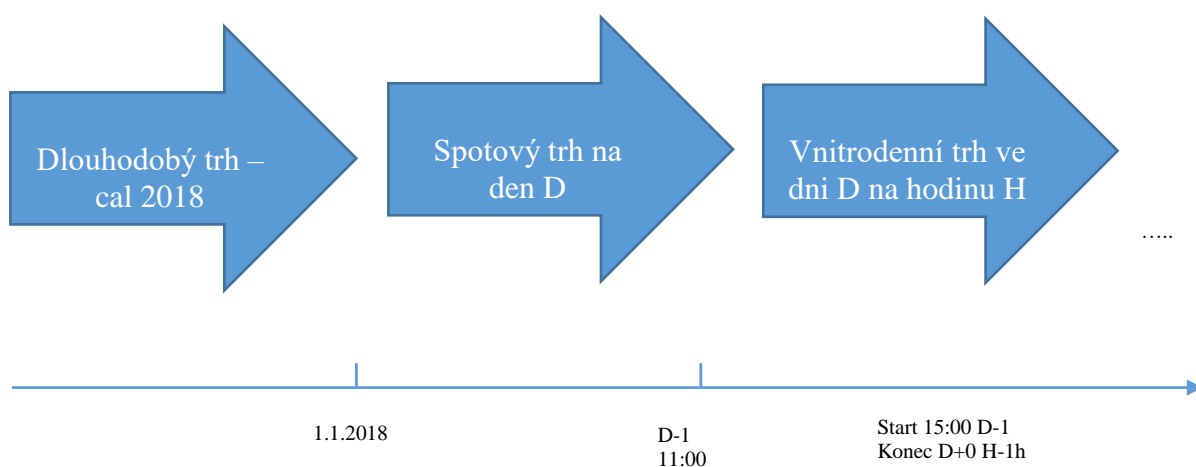 Dlouhodobý trh –
cal 2018
Spotový trh na
den D
Vnitrodenní trh ve
dni D na hodinu H
…..
1.1.2018
D-1
11:00
Start 15:00 D-1
Konec D+0 H-1h